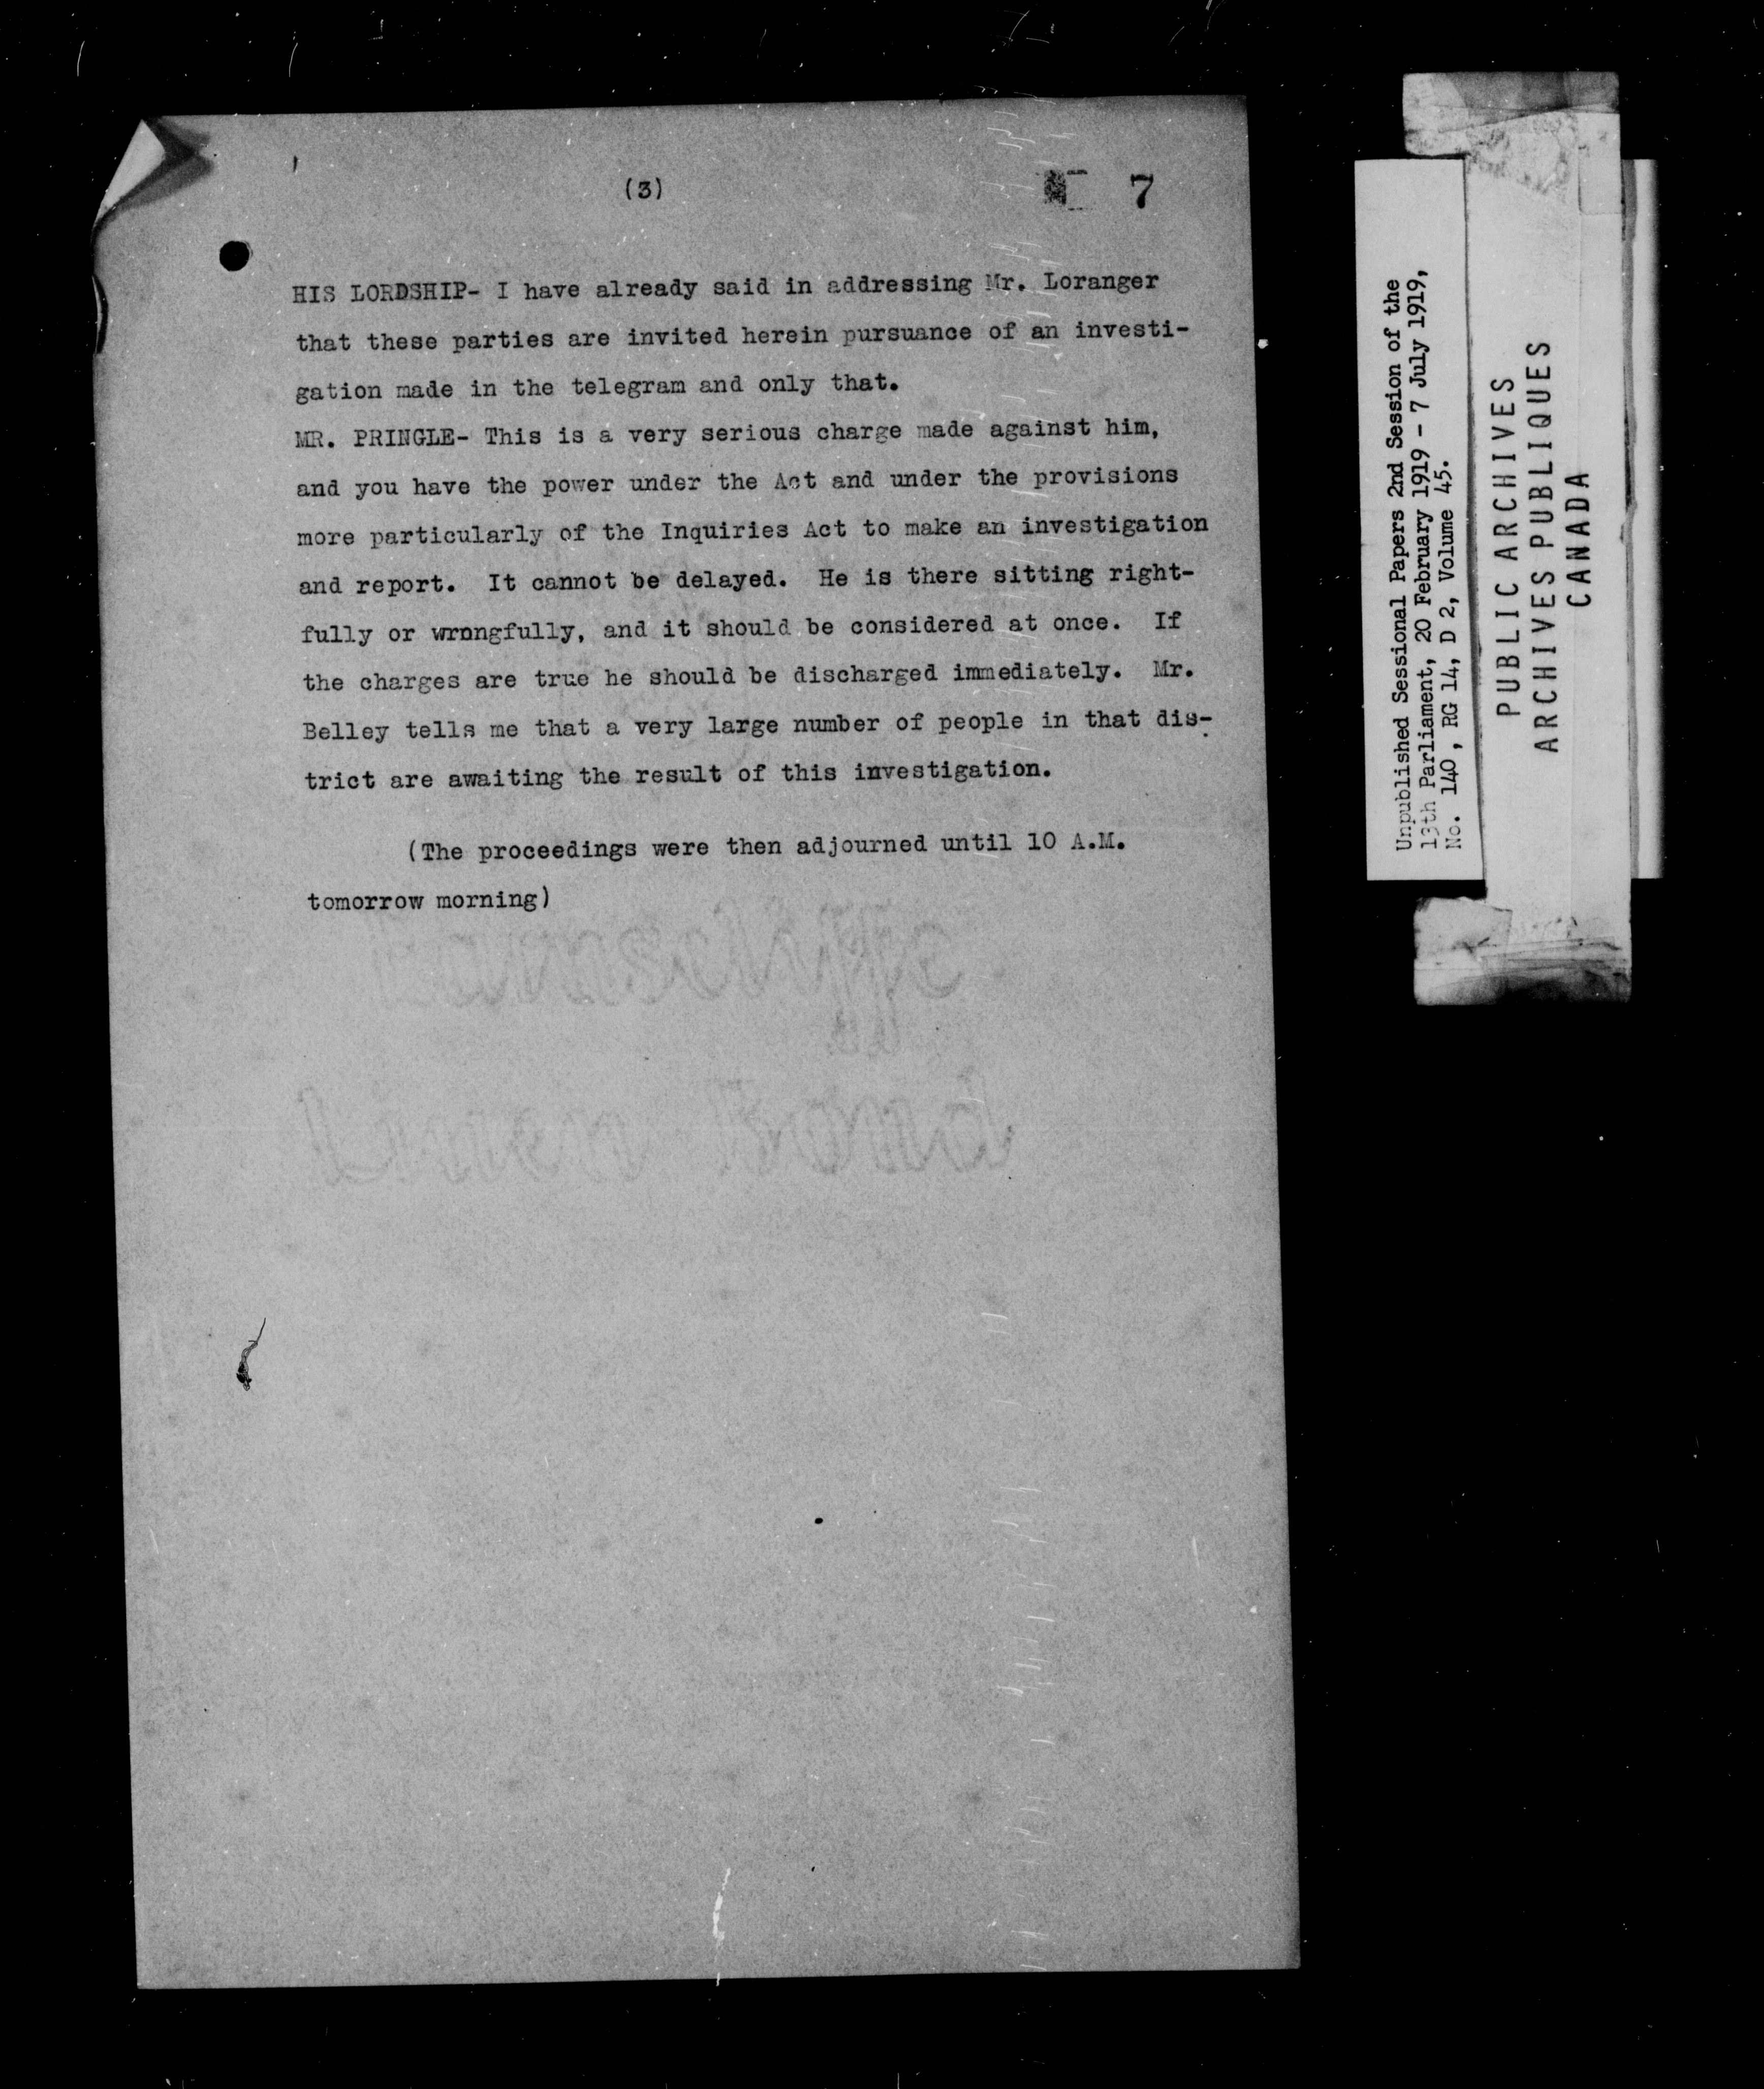 (3)
7
HIS LORDSHIP- I have already said in addressing Mr. Loranger
that these parties are invited herein pursuance of an investi-
gation made in the telegram and only that.
MR. PRINGLE- This is a very serious charge made against him,
and you have the power under the Act and under the provisions
more particularly of the Inquiries Act to make an investigation
and report. It cannot be delayed. He is there sitting right-
fully or wrnngfully, and it should be considered at once. If
the charges are true he should be discharged immediately. Mr.
Belley tells me that a very large number of people in that dis-
trict are awaiting the result of this investigation.
(The proceedings were then adjourned until 10 A.M.
tomorrow morning)
Linen Bond
Unpublished Sessional Papers 2nd Session of the
13th Parliament, 20 February 1919 - 7 July 1919,
No. 140, RG 14, D 2, Volume 45.
PUBLIC ARCHIVES
ARCHIVES PUBLIQUES
CANADA